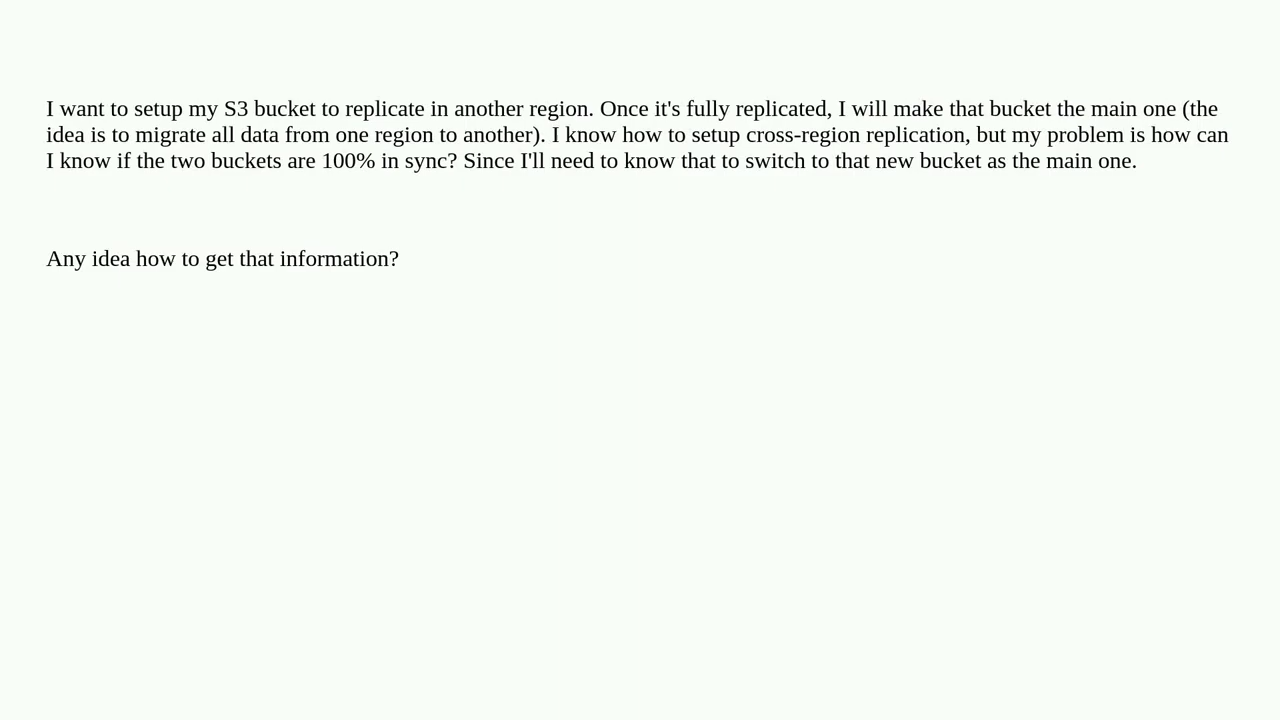 I want to setup my S3 bucket to replicate in another region. Once it's fully replicated, I will make that bucket the main one (the
idea is to migrate all data from one region to another). I know how to setup cross-region replication, but my problem is how can
I know if the two buckets are 100% in sync? Since I'll need to know that to switch to that new bucket as the main one.
Any idea how to get that information?